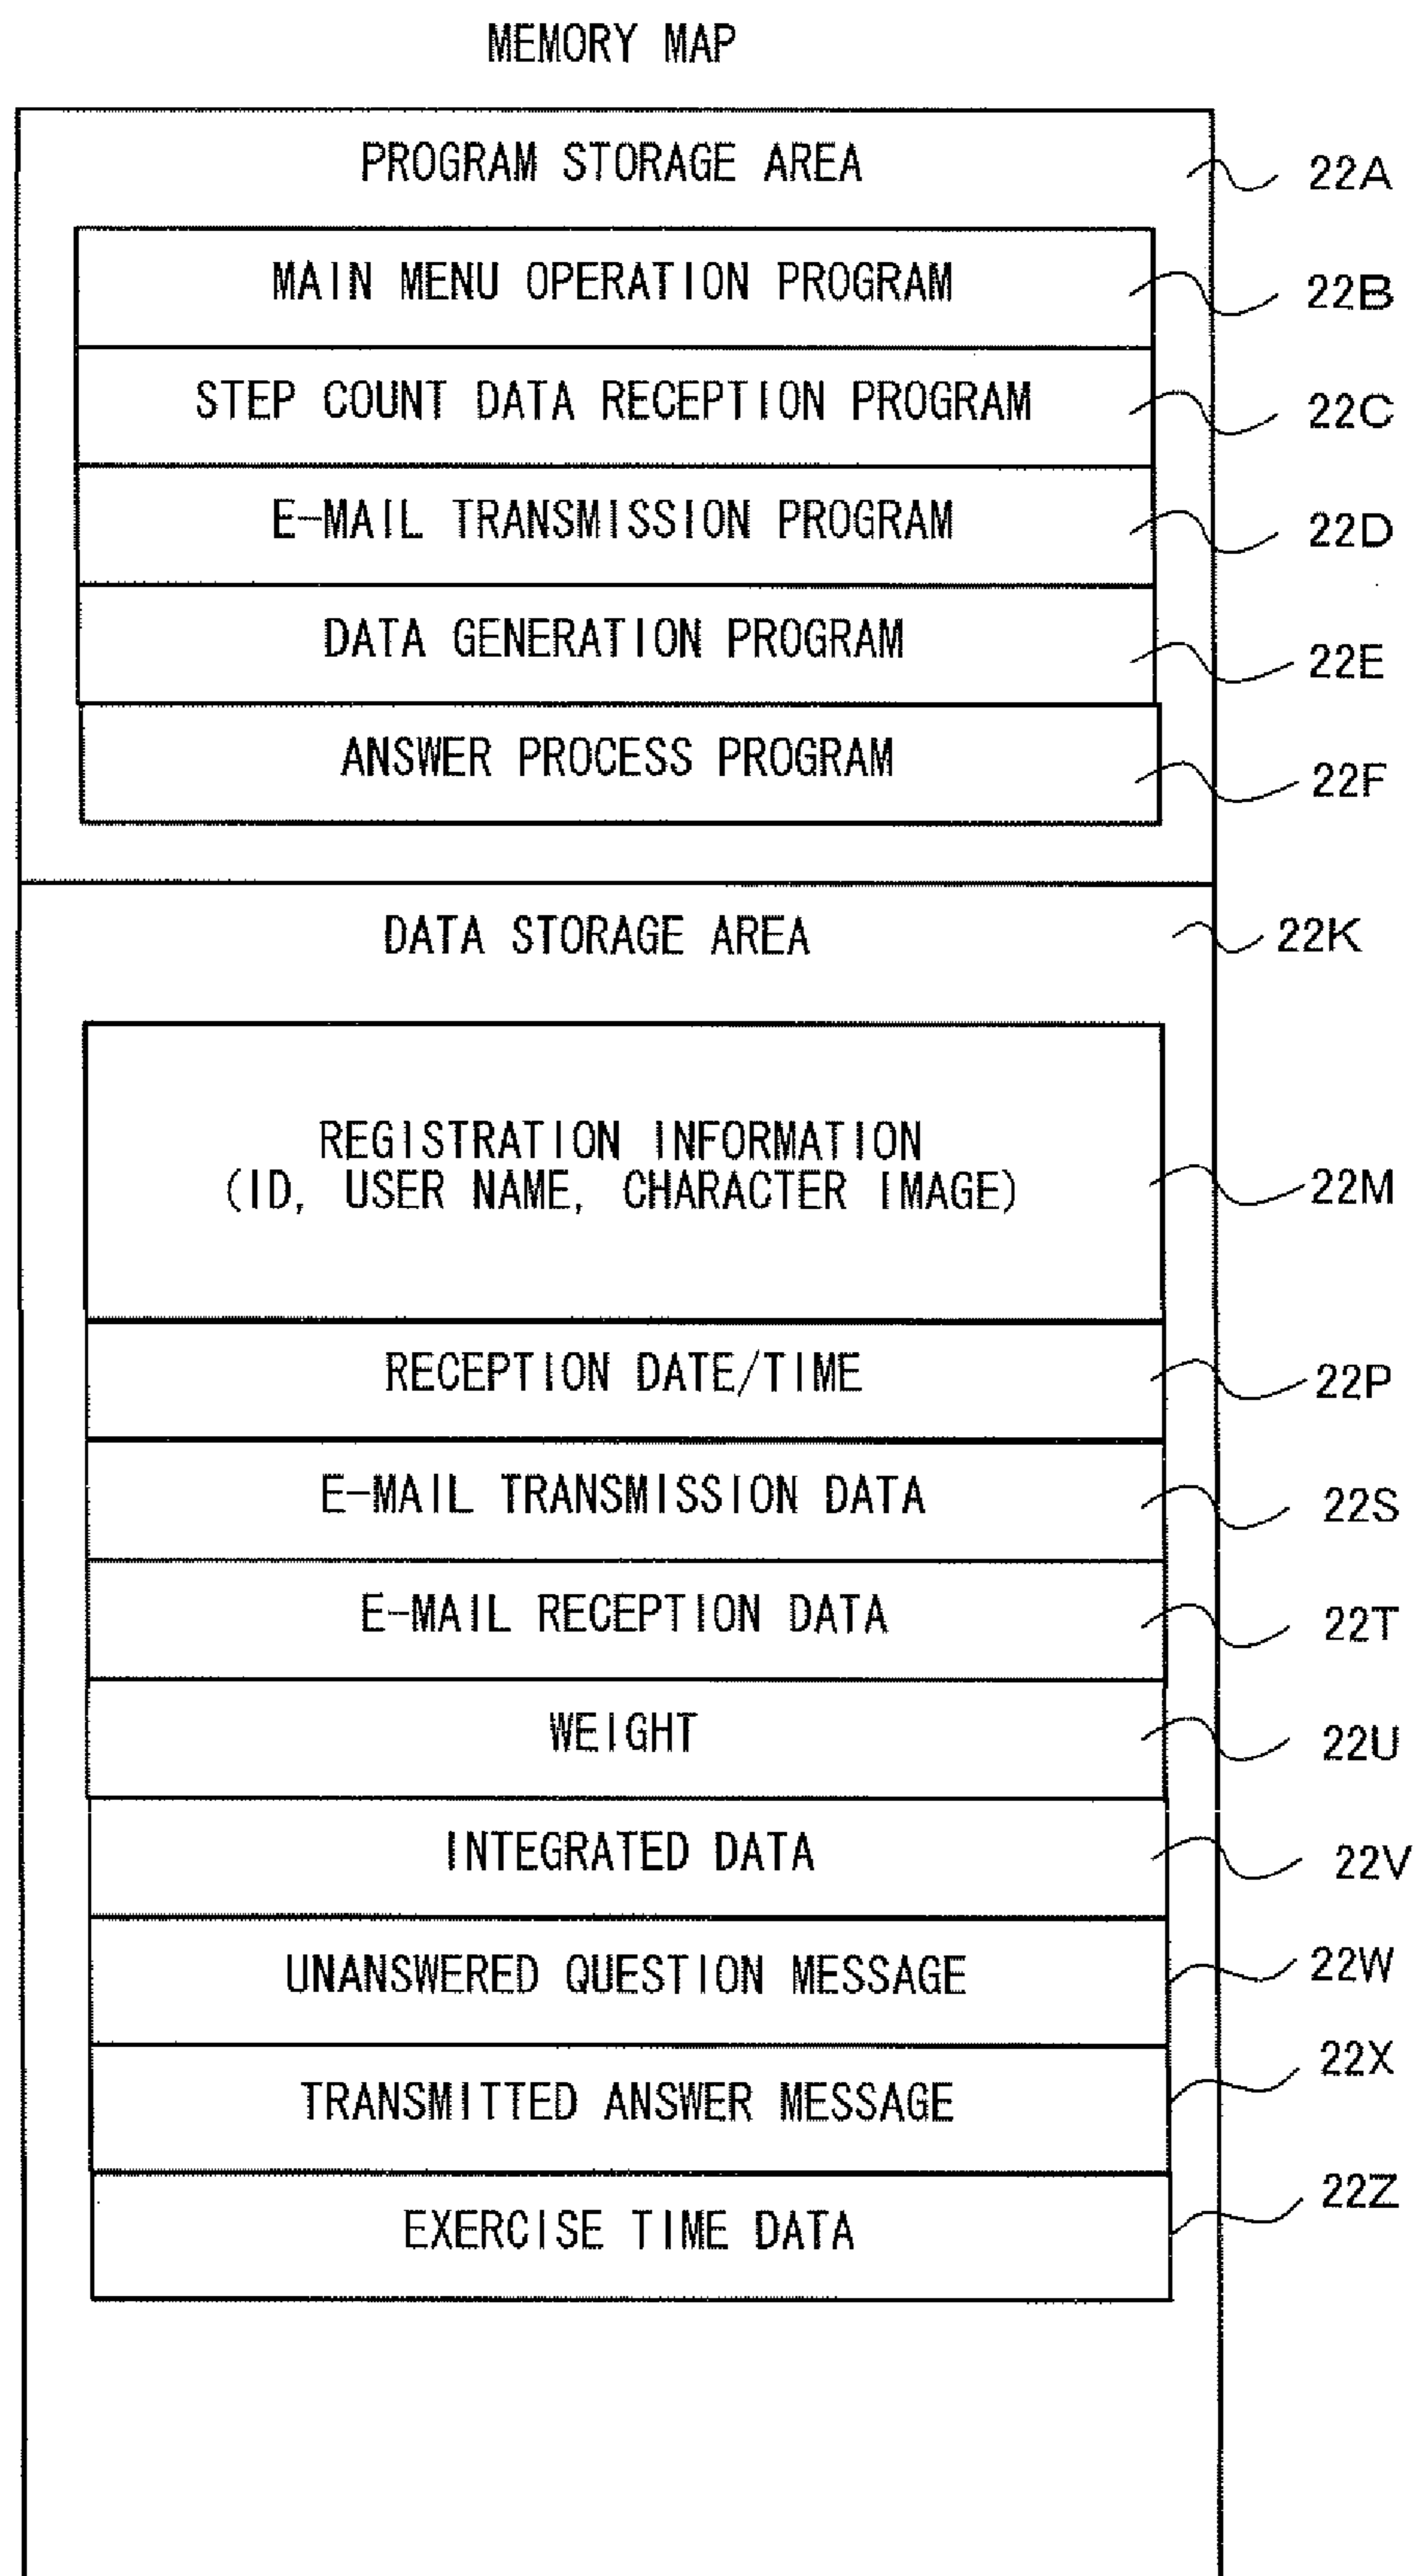 MEMORY MAP
PROGRAM STORAGE AREA 22A
MAIN MENU OPERATION PROGRAM 22B
STEP COUNT DATA RECEPTION PROGRAM 22C
E-MAIL TRANSMISSION PROGRAM 22D
DATA GENERATION PROGRAM 22E
ANSWER PROCESS PROGRAM 22F
DATA STORAGE AREA 22K
REGISTRATION INFORMATION
(ID, USER NAME, CHARACTER IMAGE) 22M
RECEPTION DATE/TIME 22P
E-MAIL TRANSMISSION DATA 22S
E-MAIL RECEPTION DATA 22T
WEIGHT 22U
INTEGRATED DATA 22V
UNANSWERED QUESTION MESSAGE 22W
TRANSMITTED ANSWER MESSAGE 22X
EXERCISE TIME DATA 22Z